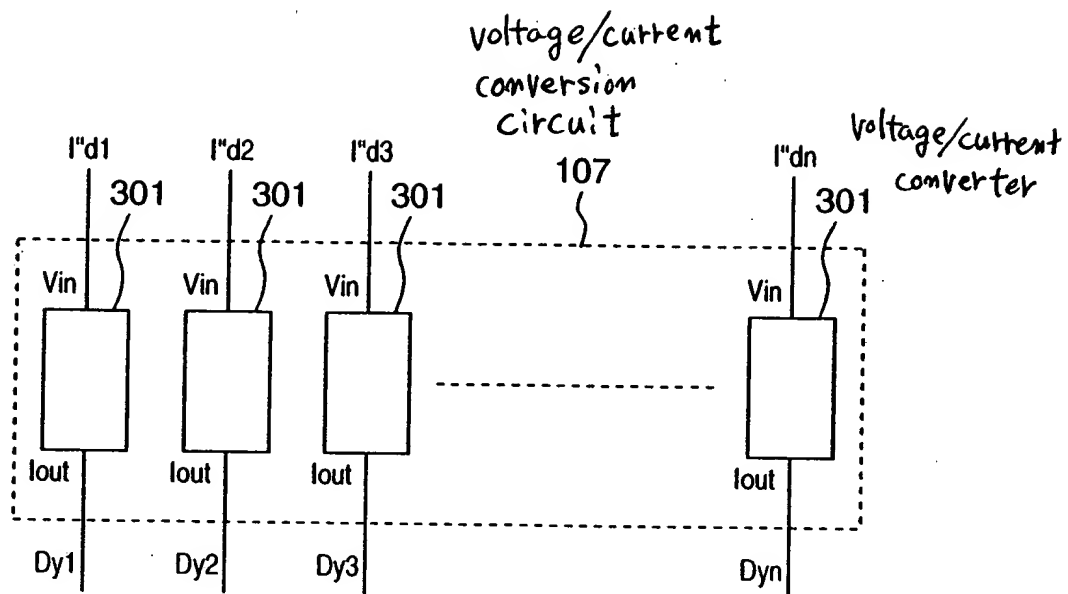 voltage/current
conversion
circuit
107
voltage/current
converter
I"d1 I"d2 I"d3 I"dn
301 301 301 301
Vin Vin Vin Vin
Iout Iout Iout Iout
Dy1 Dy2 Dy3 Dyn